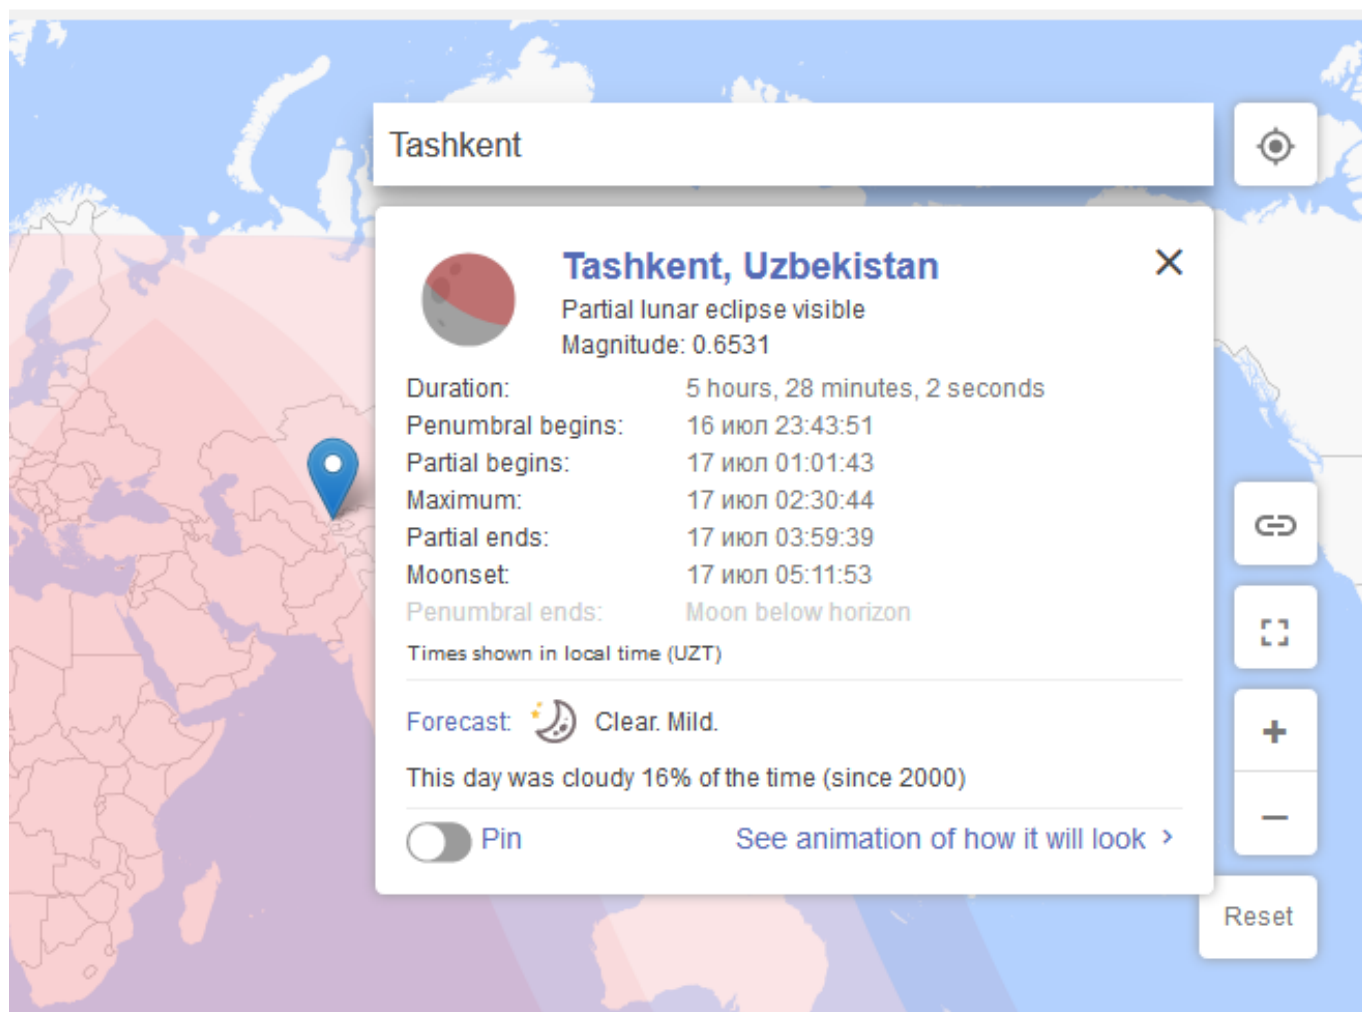 Tashkent
Tashkent, Uzbekistan
Partial lunar eclipse visible
Magnitude: 0.6531
Duration: 5 hours, 28 minutes, 2 seconds
Penumbral begins: 16 июл 23:43:51
Partial begins: 17 июл 01:01:43
Maximum: 17 июл 02:30:44
Partial ends: 17 июл 03:59:39
Moonset: 17 июл 05:11:53
Penumbral ends: Moon below horizon
Times shown in local time (UZT)
Forecast: Clear. Mild.
This day was cloudy 16% of the time (since 2000)
Pin See animation of how it will look ›
Reset